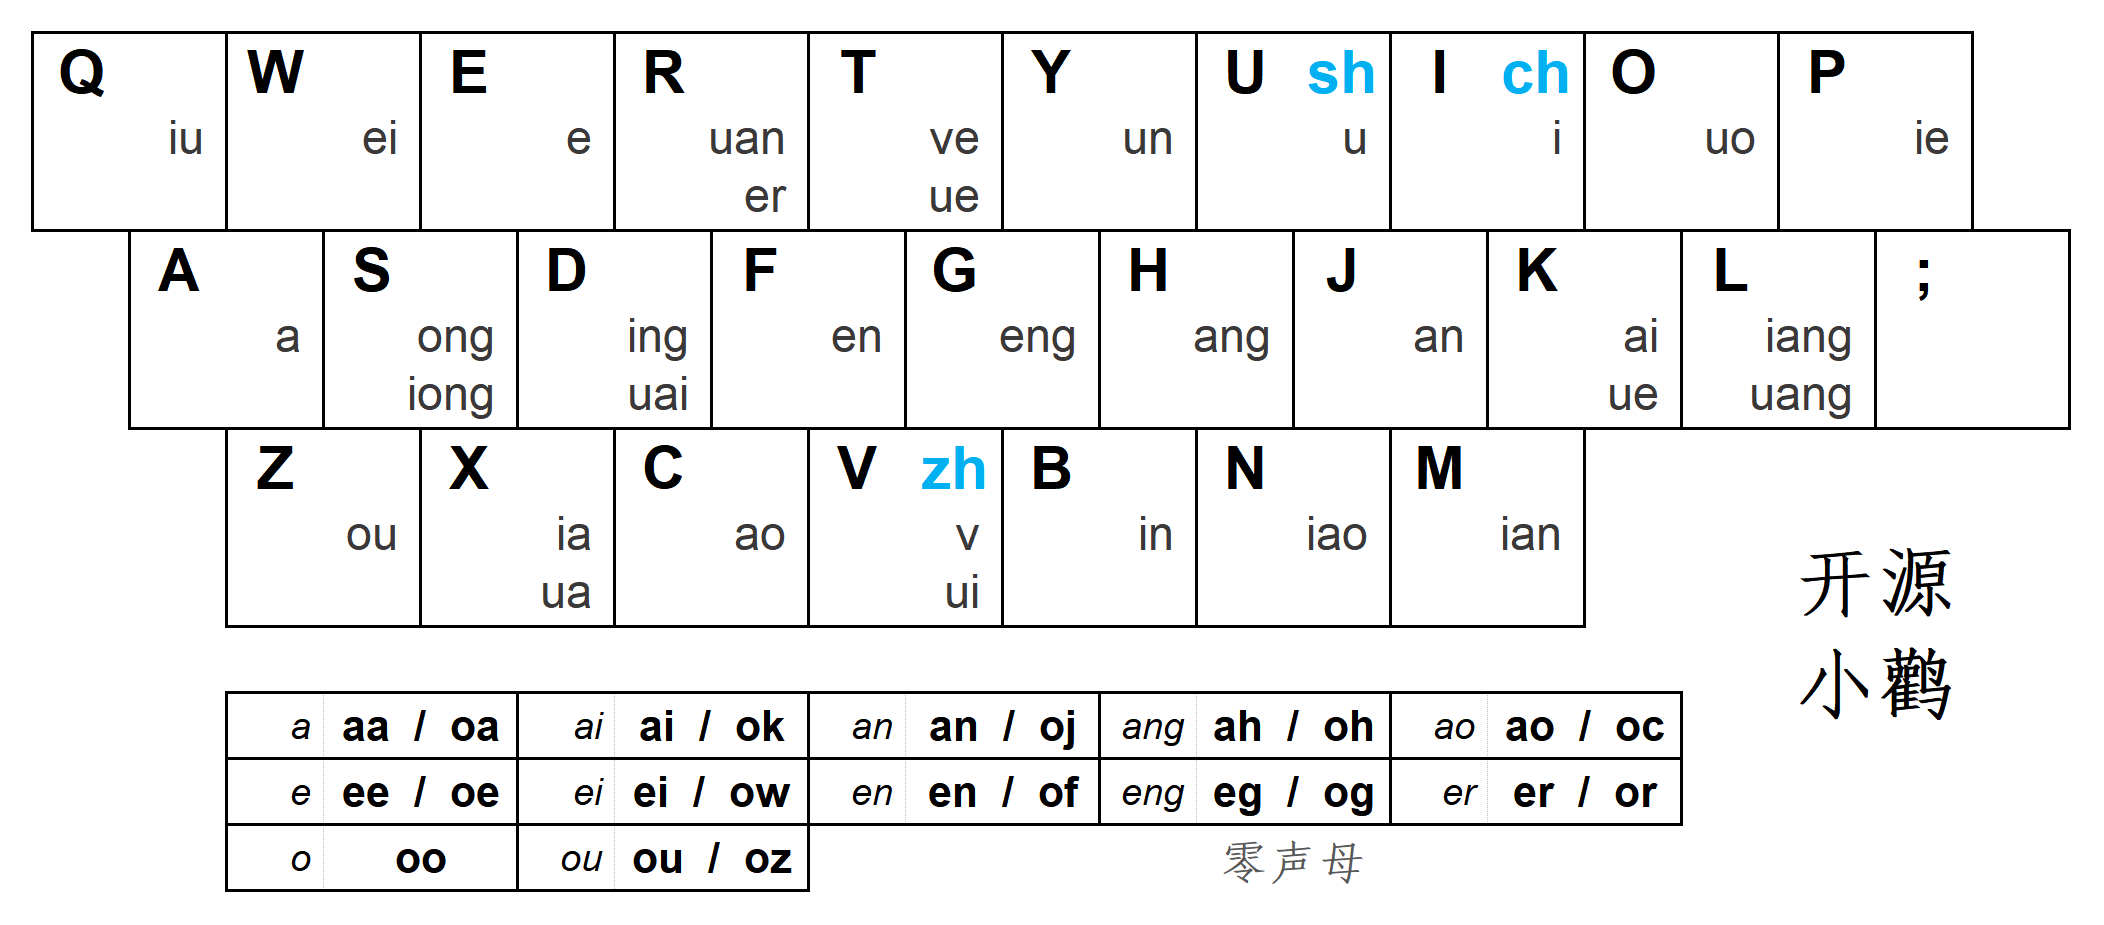 Q W E R T Y U sh I ch O P
iu ei e uan ve un u i uo ie
er ue
A S D F G H J K L ;
a ong ing en eng ang an ai iang
iong uai ue uang
Z X C V zh B N M
ou ia ao v in iao ian
ua ui
开源
小鹳
a aa / oa ai ai / ok an an / oj ang ah / oh ao ao / oc
e ee / oe ei ei / ow en en / of eng eg / og er er / or
o oo ou ou / oz
零声母